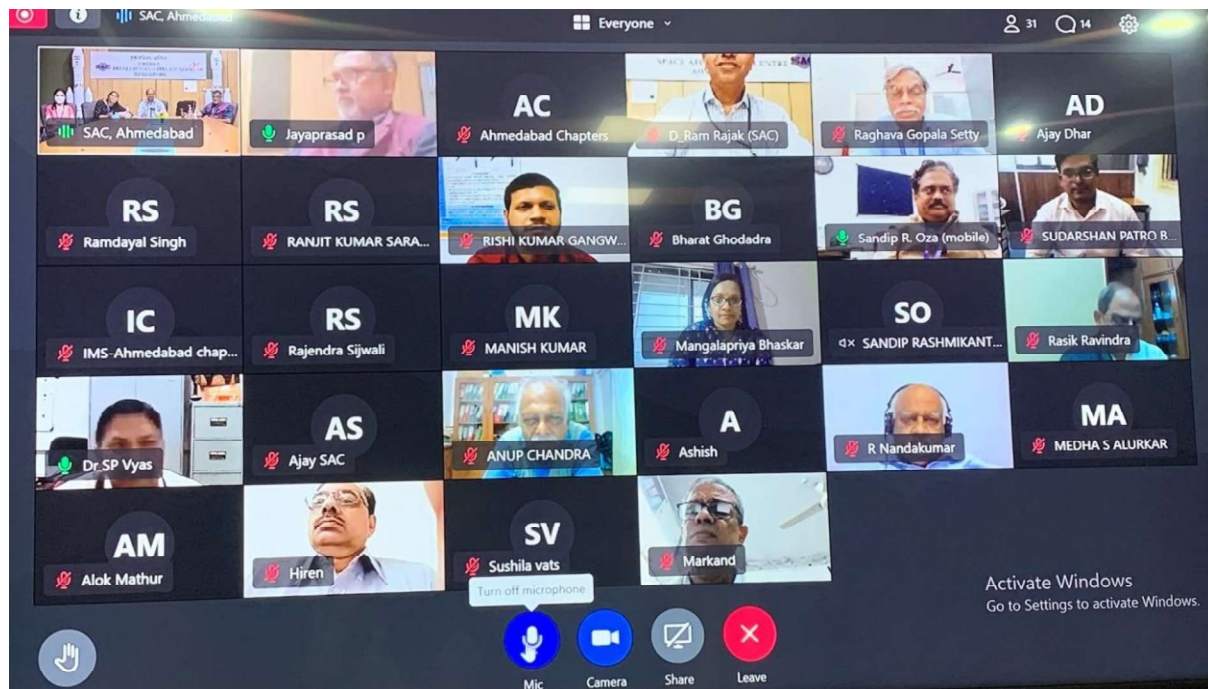 SAC, Ahmedabad
Everyone
31
14
SAC, Ahmedabad
Jayaprasad p
AC
Ahmedabad Chapters
D_Ram Rajak (SAC)
Raghava Gopala Setty
AD
Ajay Dhar
RS
Ramdayal Singh
RS
RANJIT KUMAR SARA...
RISHI KUMAR GANGW...
BG
Bharat Ghodadra
Sandip R. Oza (mobile)
SUDARSHAN PATRO B...
IC
IMS-Ahmedabad chap...
RS
Rajendra Sijwali
MK
MANISH KUMAR
Mangalapriya Bhaskar
SO
SANDIP RASHMIKANT...
Rasik Ravindra
Dr SP Vyas
AS
Ajay SAC
ANUP CHANDRA
A
Ashish
R Nandakumar
MA
MEDHA S ALURKAR
AM
Alok Mathur
Hiren
SV
Sushila vats
Markand
Turn off microphone
Activate Windows
Go to Settings to activate Windows.
Mic
Camera
Share
Leave